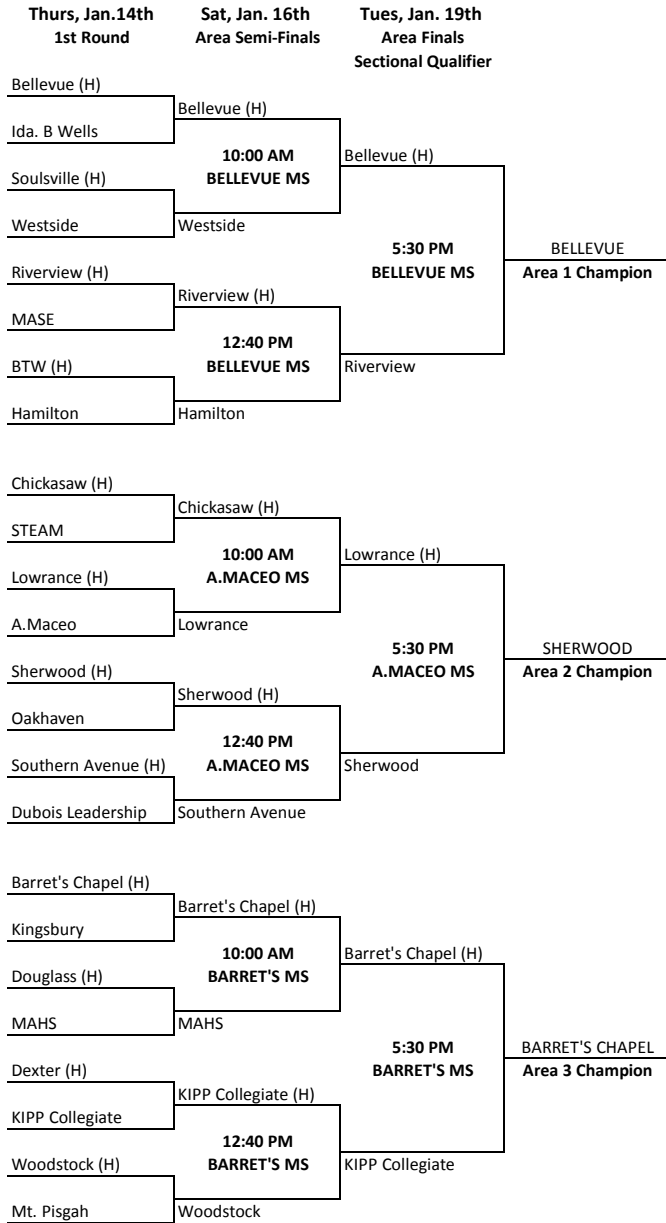 Thurs, Jan.14th Sat, Jan. 16th Tues, Jan. 19th
1st Round Area Semi-Finals Area Finals
Sectional Qualifier
Bellevue (H)
Bellevue (H)
Ida. B Wells
10:00 AM Bellevue (H)
BELLEVUE MS
Soulsville (H)
Westside Westside
5:30 PM BELLEVUE
BELLEVUE MS Area 1 Champion
Riverview (H)
Riverview (H)
MASE
12:40 PM
BTW (H) BELLEVUE MS Riverview
Hamilton Hamilton
Chickasaw (H)
Chickasaw (H)
STEAM
10:00 AM Lowrance (H)
Lowrance (H) A.MACEO MS
A.Maceo Lowrance
5:30 PM SHERWOOD
Sherwood (H) A.MACEO MS Area 2 Champion
Sherwood (H)
Oakhaven
12:40 PM
Southern Avenue (H) A.MACEO MS Sherwood
Dubois Leadership Southern Avenue
Barret's Chapel (H)
Barret's Chapel (H)
Kingsbury
10:00 AM Barret's Chapel (H)
Douglass (H) BARRET'S MS
MAHS MAHS
5:30 PM BARRET'S CHAPEL
Dexter (H) BARRET'S MS Area 3 Champion
KIPP Collegiate (H)
KIPP Collegiate
12:40 PM
Woodstock (H) BARRET'S MS KIPP Collegiate
Mt. Pisgah Woodstock